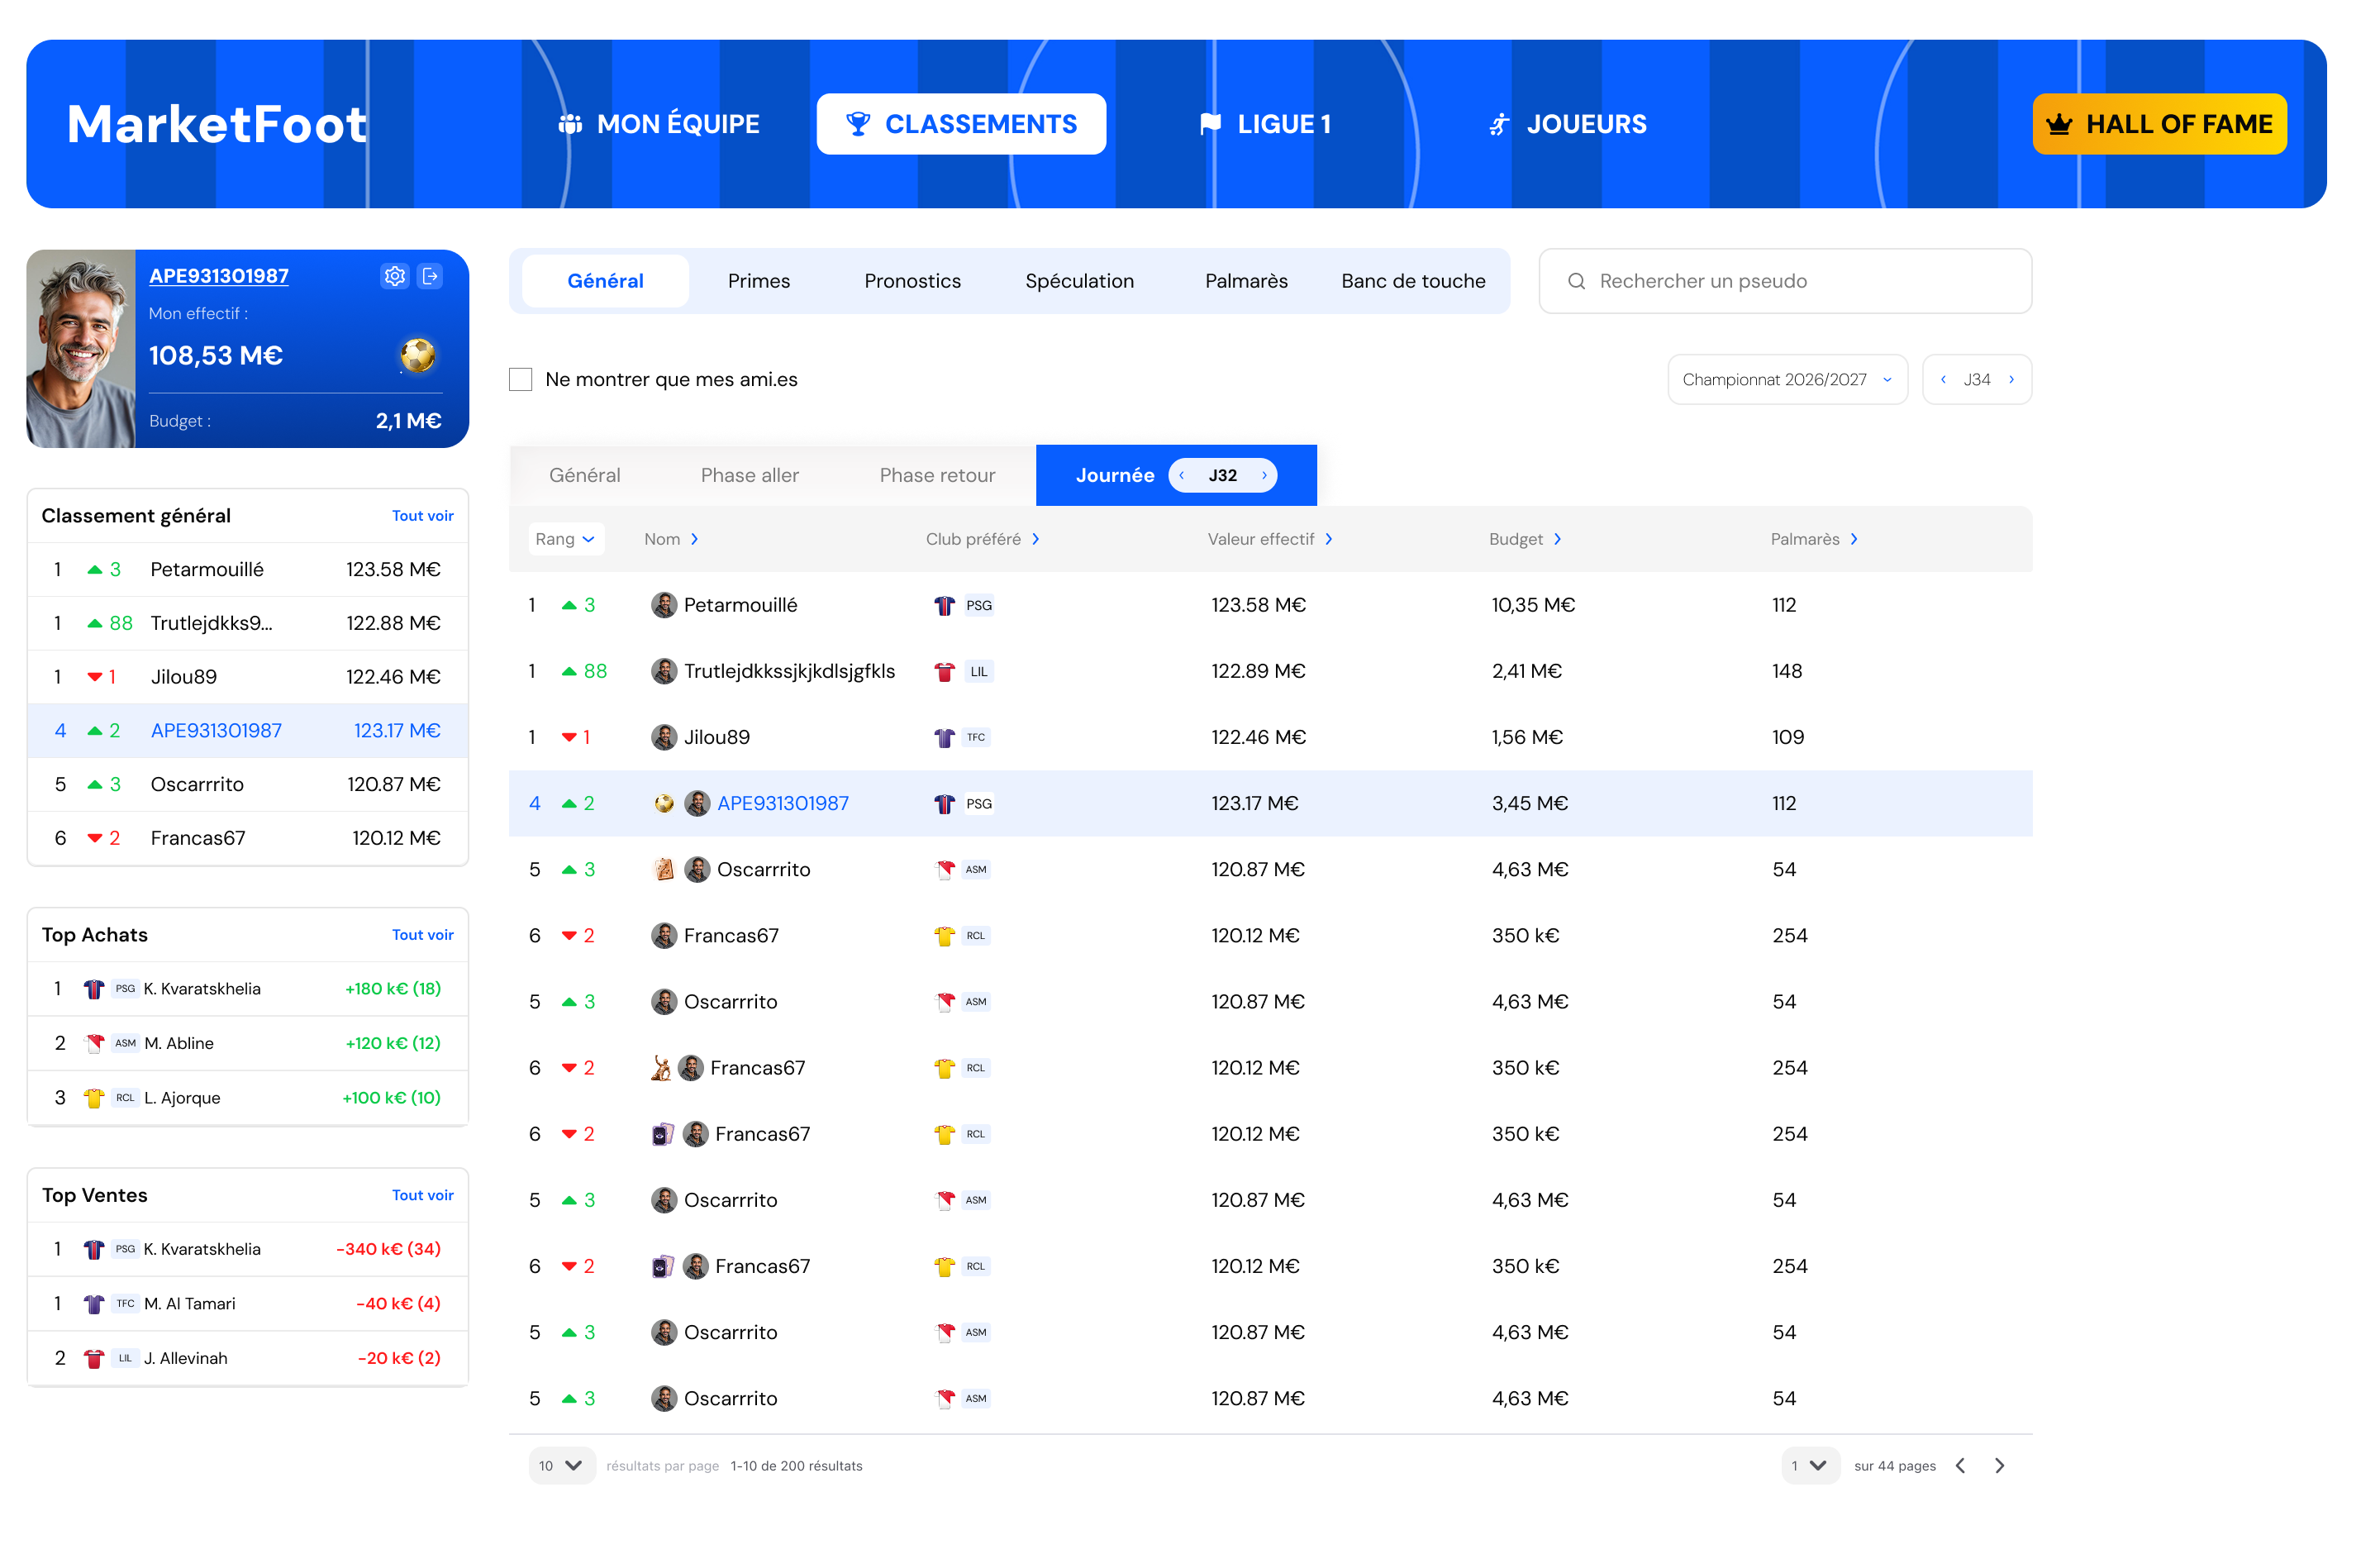 MarketFoot
MON ÉQUIPE
CLASSEMENTS
LIGUE 1
JOUEURS
HALL OF FAME
APE931301987
Mon effectif :
108,53 M€
Budget :
2,1 M€
Classement général
Tout voir
1 3 Petarmouillé 123.58 M€
1 88 Trutlejdkks9... 122.88 M€
1 1 Jilou89 122.46 M€
4 2 APE931301987 123.17 M€
5 3 Oscarrrito 120.87 M€
6 2 Francas67 120.12 M€
Top Achats
Tout voir
1 PSG K. Kvaratskhelia +180 k€ (18)
2 ASM M. Abline +120 k€ (12)
3 RCL L. Ajorque +100 k€ (10)
Top Ventes
Tout voir
1 PSG K. Kvaratskhelia -340 k€ (34)
1 TFC M. Al Tamari -40 k€ (4)
2 LIL J. Allevinah -20 k€ (2)
Général
Primes
Pronostics
Spéculation
Palmarès
Banc de touche
Rechercher un pseudo
Ne montrer que mes ami.es
Championnat 2026/2027
J34
Général
Phase aller
Phase retour
Journée J32
Rang Nom Club préféré Valeur effectif Budget Palmarès
1 3 Petarmouillé PSG 123.58 M€ 10,35 M€ 112
1 88 Trutlejdkkssjkjkdlsjgfkls LIL 122.89 M€ 2,41 M€ 148
1 1 Jilou89 TFC 122.46 M€ 1,56 M€ 109
4 2 APE931301987 PSG 123.17 M€ 3,45 M€ 112
5 3 Oscarrrito ASM 120.87 M€ 4,63 M€ 54
6 2 Francas67 RCL 120.12 M€ 350 k€ 254
5 3 Oscarrrito ASM 120.87 M€ 4,63 M€ 54
6 2 Francas67 RCL 120.12 M€ 350 k€ 254
6 2 Francas67 RCL 120.12 M€ 350 k€ 254
5 3 Oscarrrito ASM 120.87 M€ 4,63 M€ 54
6 2 Francas67 RCL 120.12 M€ 350 k€ 254
5 3 Oscarrrito ASM 120.87 M€ 4,63 M€ 54
5 3 Oscarrrito ASM 120.87 M€ 4,63 M€ 54
10 résultats par page 1-10 de 200 résultats
1 sur 44 pages